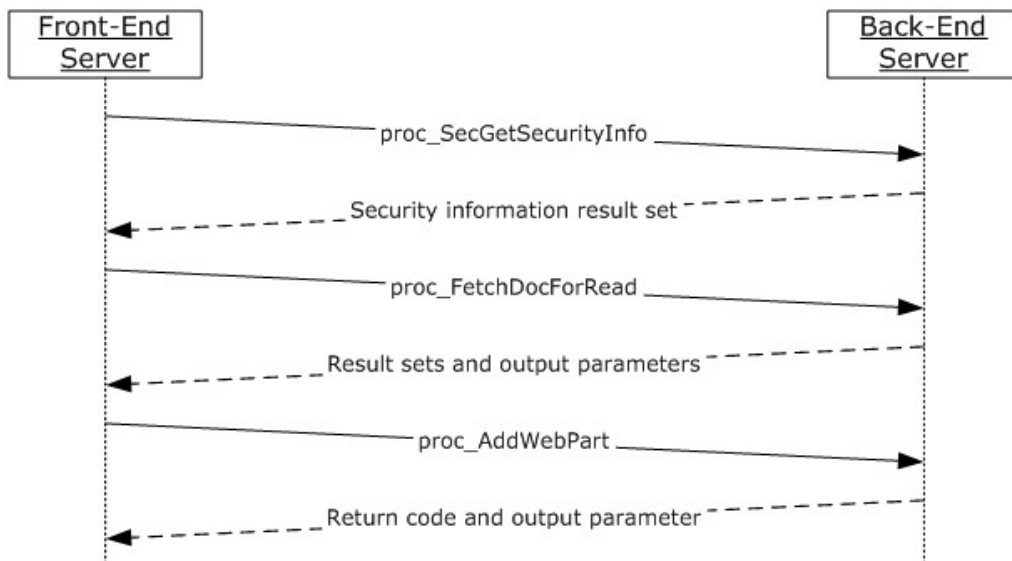 Front-End
Server
Back-End
Server
proc_SecGetSecurityInfo
Security information result set
proc_FetchDocForRead
Result sets and output parameters
proc_AddWebPart
Return code and output parameter